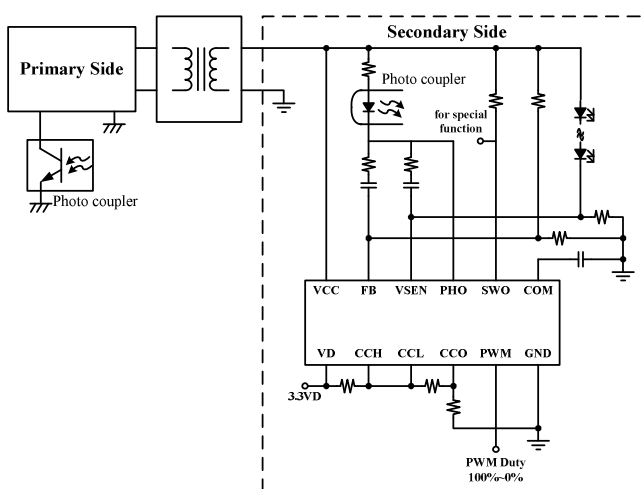 Secondary Side
Primary Side
Photo coupler
for special
function
Photo coupler
VCC FB VSEN PHO SWO COM
VD CCH CCL CCO PWM GND
3.3VD
PWM Duty
100%~0%